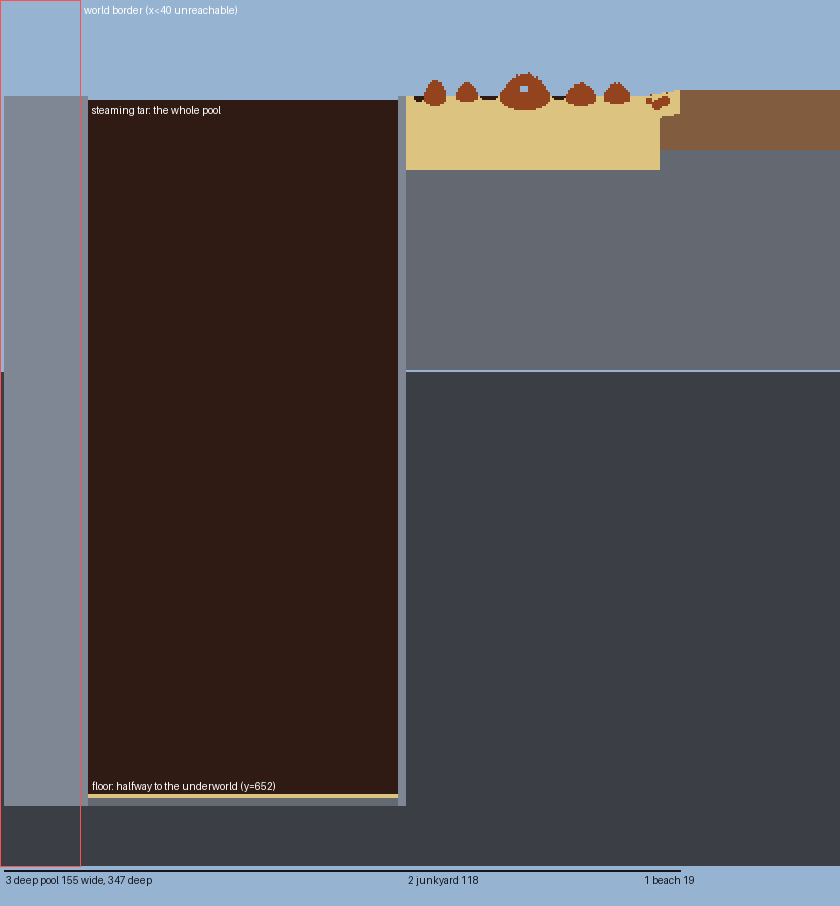 world border (x<40 unreachable)
steaming tar: the whole pool
floor: halfway to the underworld (y=652)
3 deep pool 155 wide, 347 deep
2 junkyard 118
1 beach 19